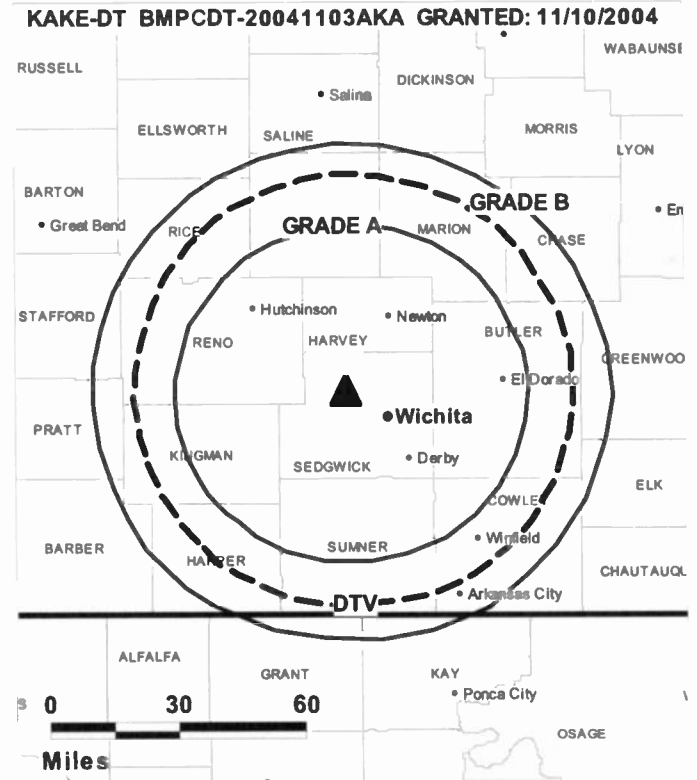 KAKE-DT BMPCDT-20041103AKA GRANTED: 11/10/2004
WABAUNSE
RUSSELL
DICKINSON
Salina
ELLSWORTH
SALINE
MORRIS
LYON
BARTON
GRADE B
Em
Great Bend
RICE
GRADE A
MARION
CHASE
Hutchinson
Newton
STAFFORD
RENO
HARVEY
BUTLER
GREENWOO
El Dorado
Wichita
PRATT
KINGMAN
SEDGWICK
Derby
ELK
COWLE
Winfield
BARBER
SUMNER
HARPER
CHAUTAUQU
Arkansas City
DTV
ALFALFA
GRANT
KAY
Ponca City
0 30 60
OSAGE
Miles